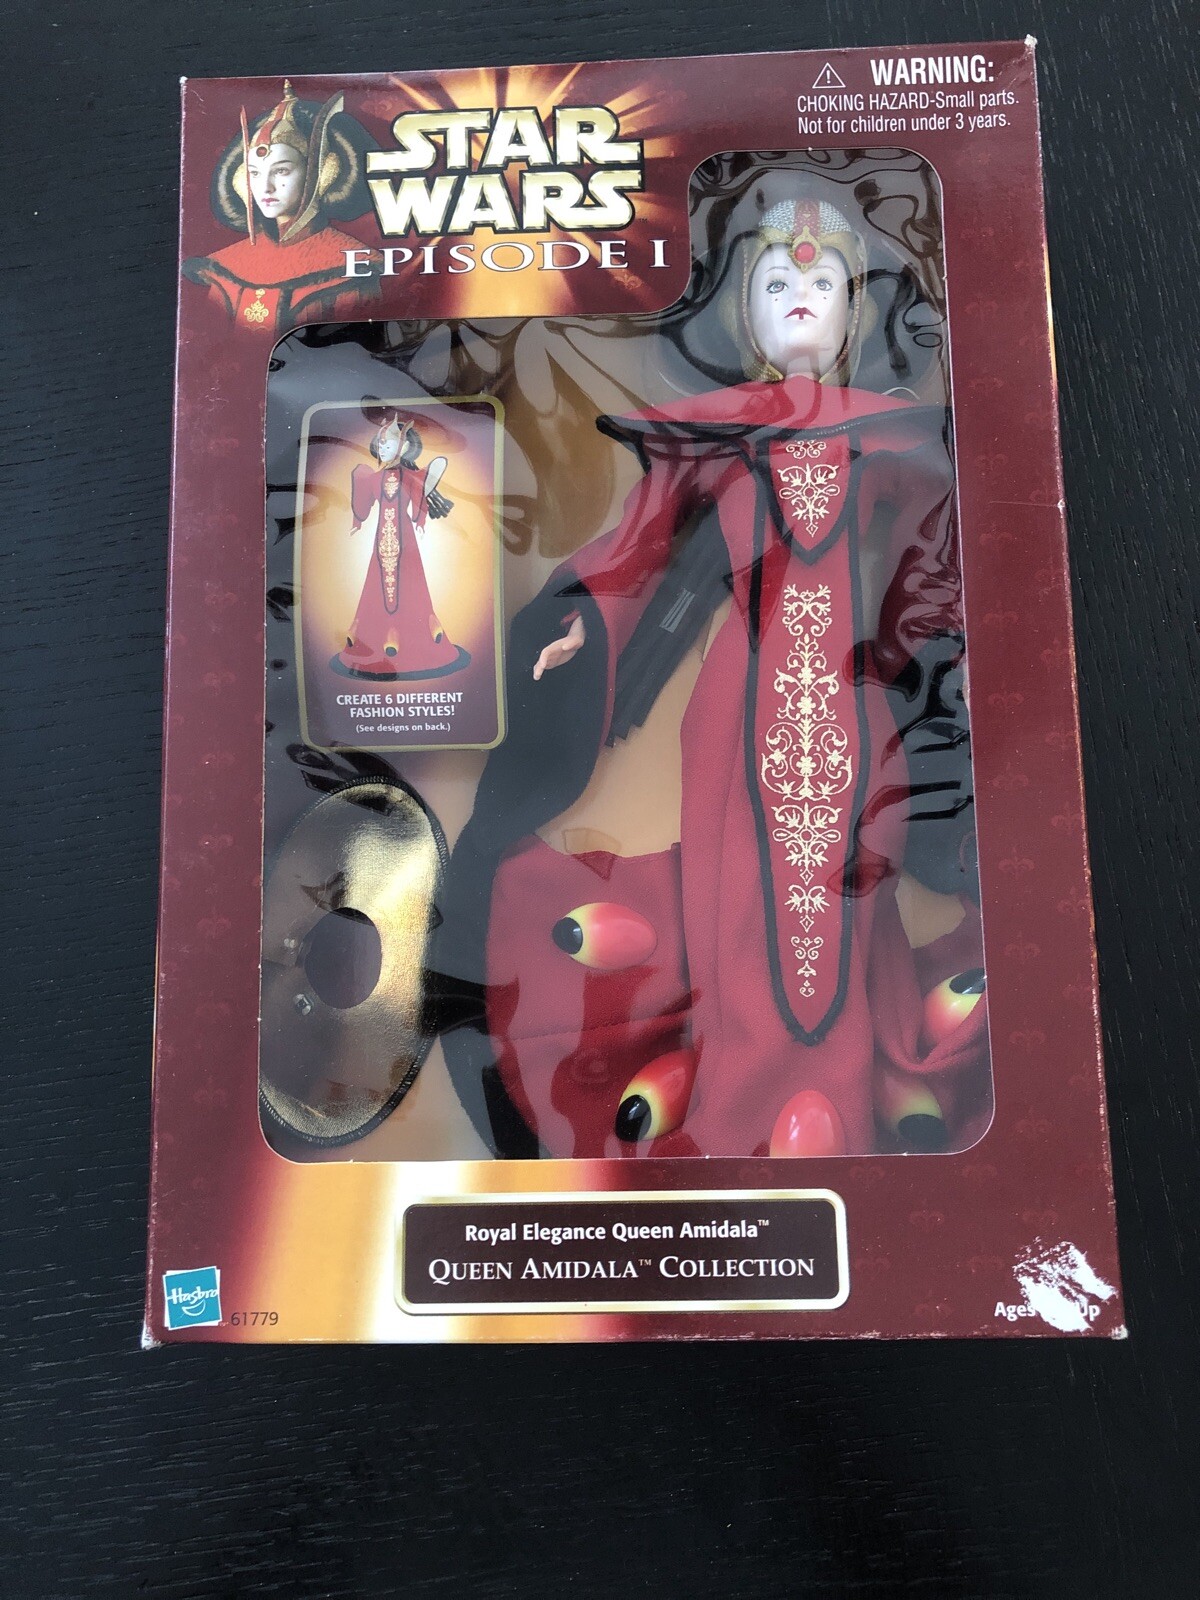 WARNING:
CHOKING HAZARD-Small parts.
Not for children under 3 years.
STAR
WARS
EPISODE I
CREATE 6 DIFFERENT
FASHION STYLES!
(See designs on back.)
Royal Elegance Queen Amidala™
QUEEN AMIDALA™ COLLECTION
Hasbro
61779
Ages Up